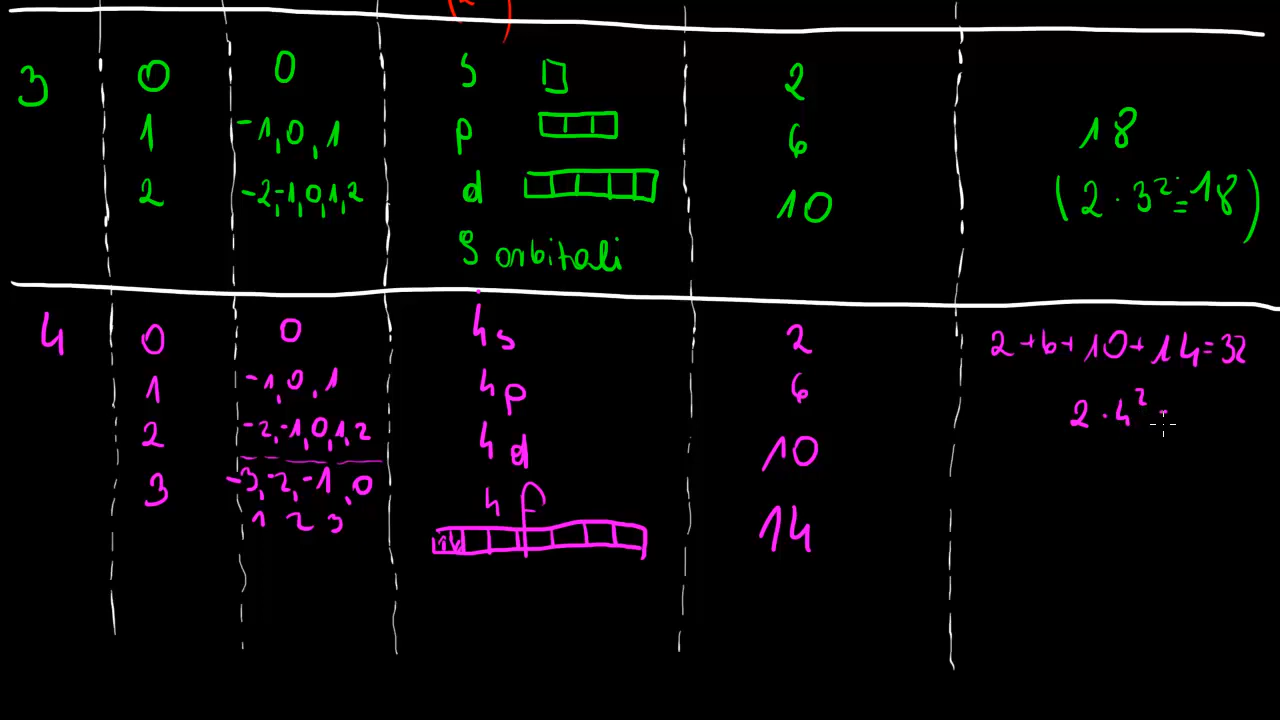 3 0 0 s 2
1 -1, 0, 1 p 6 18
2 -2, -1, 0, 1, 2 d 10 (2 · 3² = 18)
9 orbitali
4 0 0 4s 2 2+6+10+14=32
1 -1, 0, 1 4p 6
2 -2, -1, 0, 1, 2 4d 10 2 · 4² =
3 -3, -2, -1, 0 4f
1 2 3 14